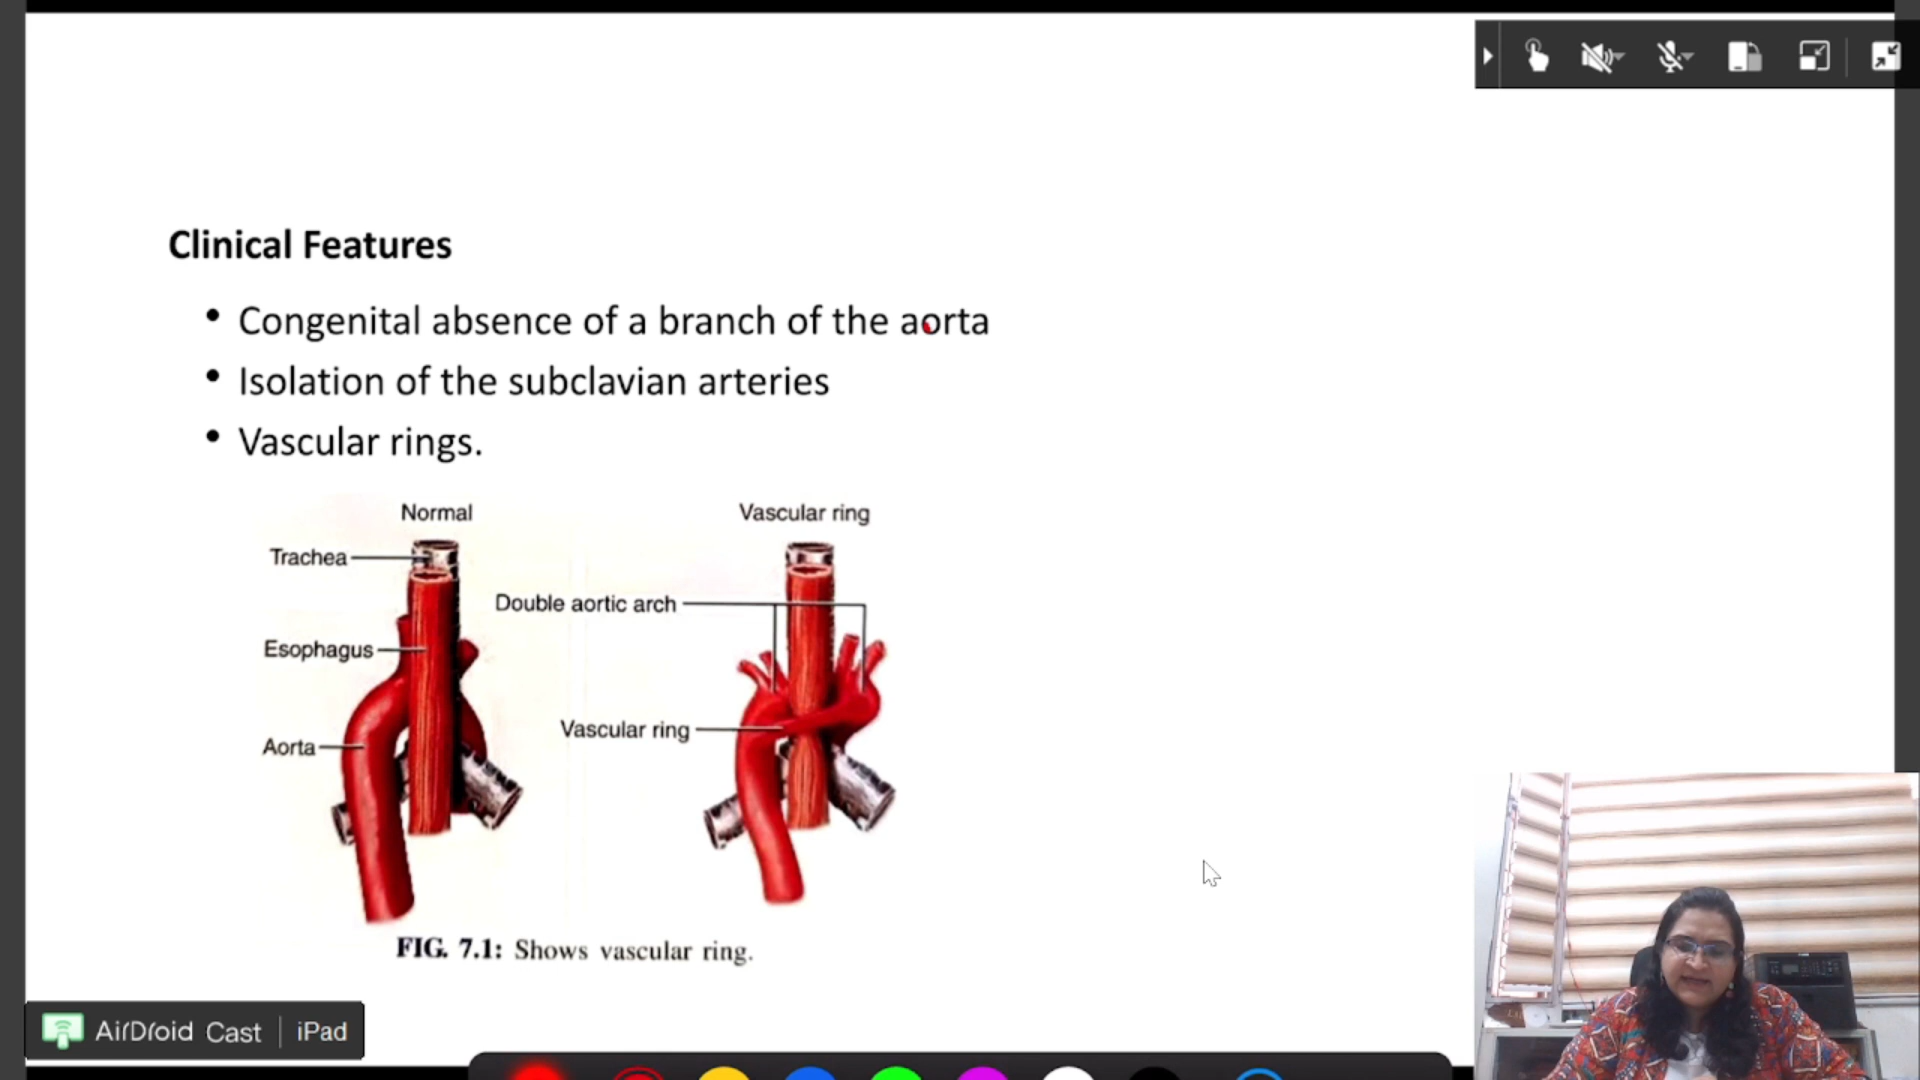 Clinical Features
• Congenital absence of a branch of the aorta
• Isolation of the subclavian arteries
• Vascular rings.
Normal
Vascular ring
Trachea
Double aortic arch
Esophagus
Vascular ring
Aorta
FIG. 7.1: Shows vascular ring.
AirDroid Cast | iPad